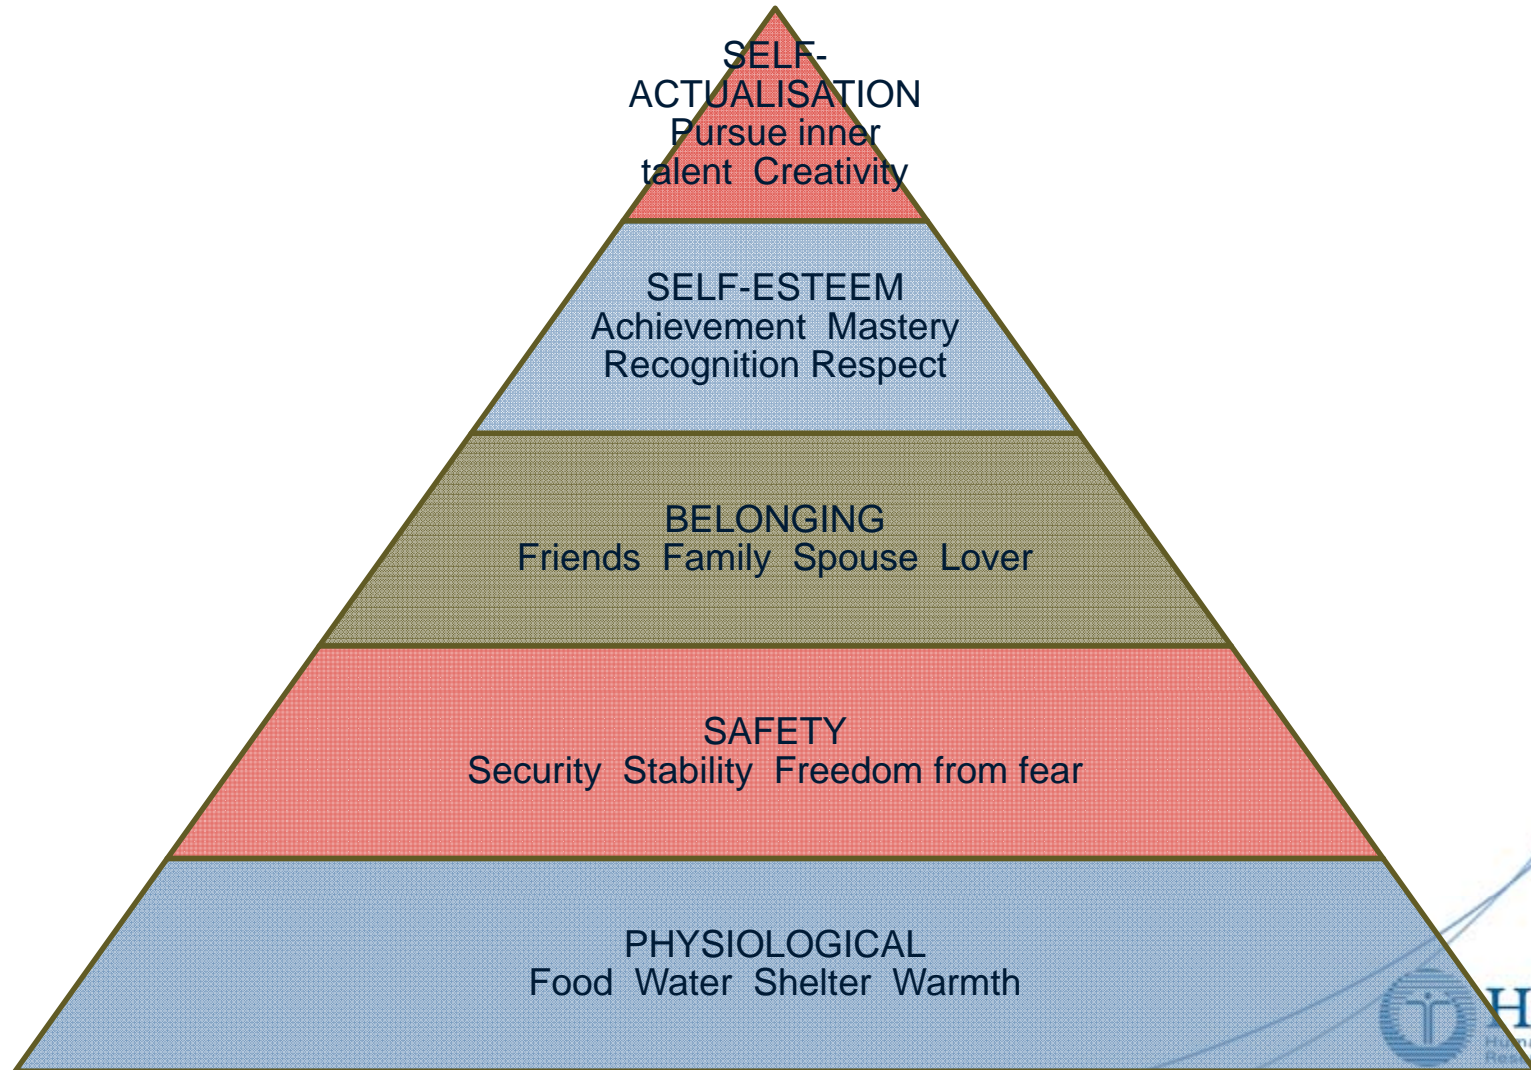 SELF-
ACTUALISATION
Pursue inner
talent  Creativity
SELF-ESTEEM
Achievement  Mastery
Recognition Respect
BELONGING
Friends  Family  Spouse  Lover
SAFETY
Security  Stability  Freedom from fear
PHYSIOLOGICAL
Food  Water  Shelter  Warmth
H